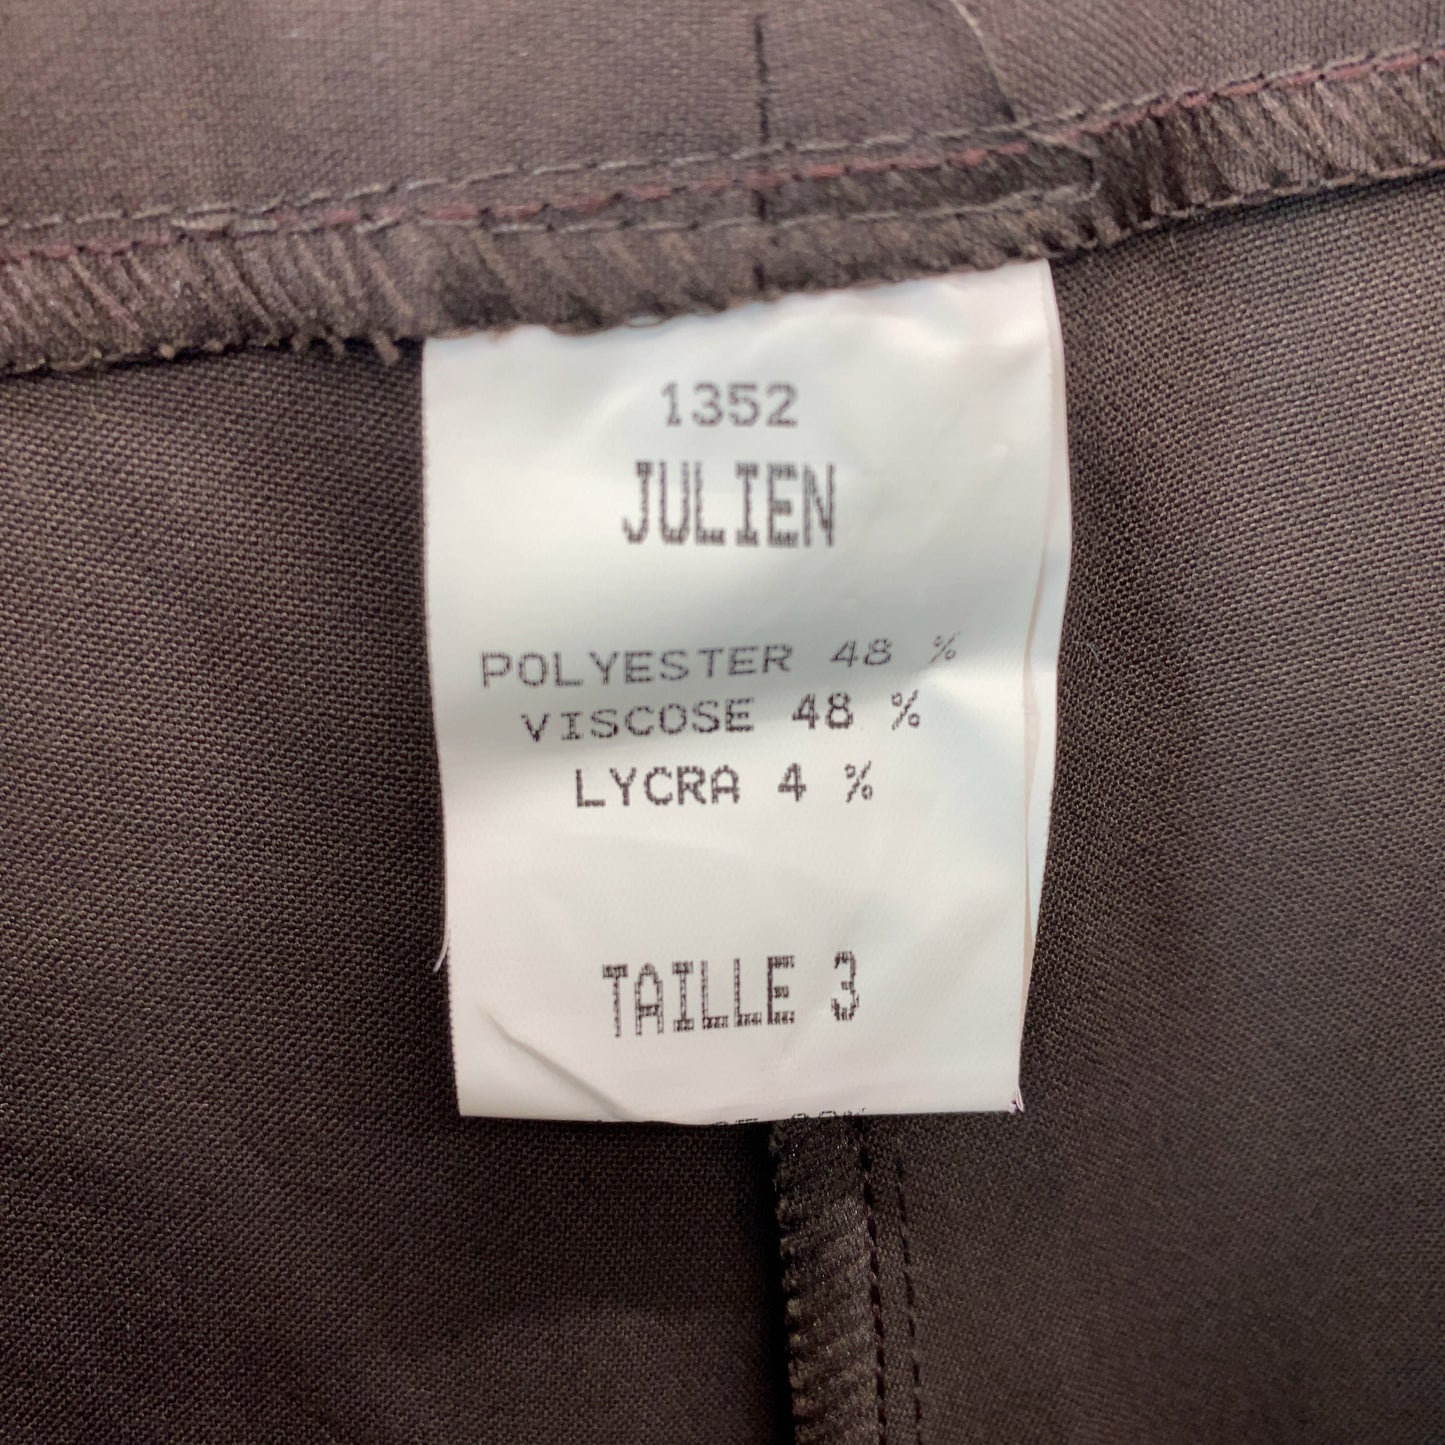 1352
JULIEN
POLYESTER 48 %
VISCOSE 48 %
LYCRA 4 %
TAILLE 3